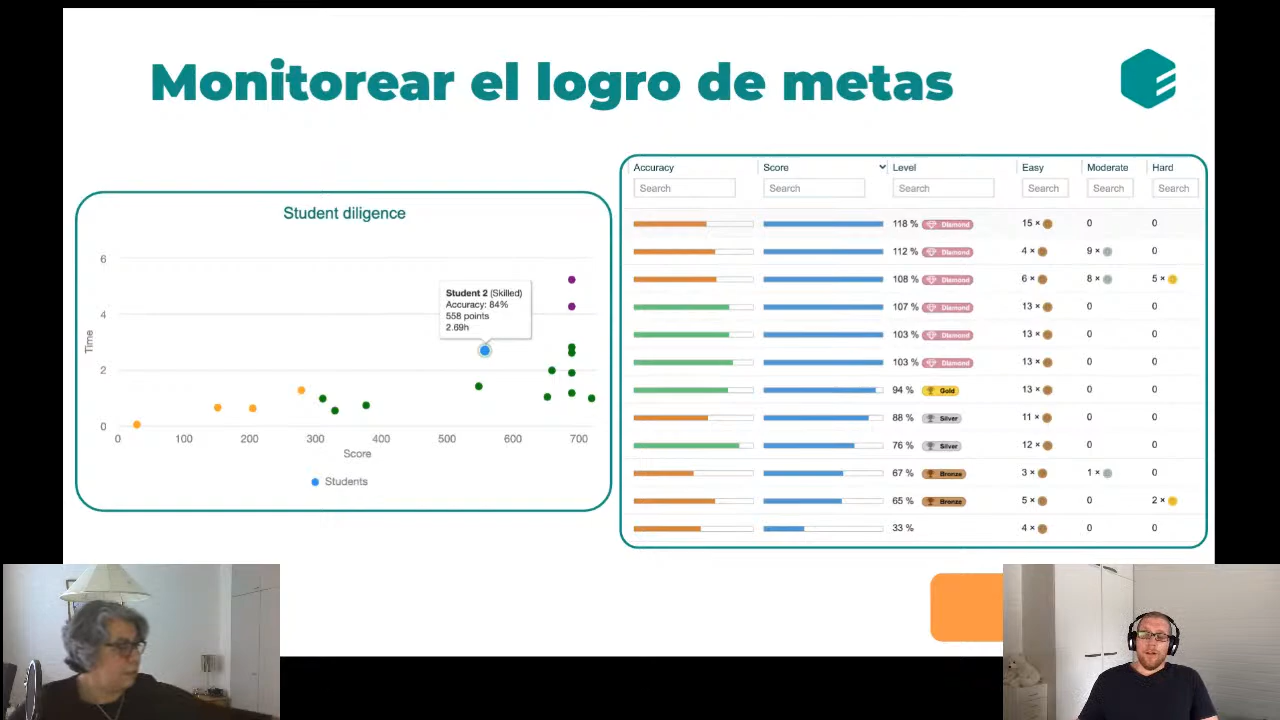 Monitorear el logro de metas
Student diligence
6
4
2
0
Time
0 100 200 300 400 500 600 700
Score
Students
Student 2 (Skilled)
Accuracy: 84%
558 points
2.69h
Accuracy Score Level Easy Moderate Hard
Search Search Search Search Search Search
118 % Diamond 15 × 0 0
112 % Diamond 4 × 9 × 0
108 % Diamond 6 × 8 × 5 ×
107 % Diamond 13 × 0 0
103 % Diamond 13 × 0 0
103 % Diamond 13 × 0 0
94 % Gold 13 × 0 0
88 % Silver 11 × 0 0
76 % Silver 12 × 0 0
67 % Bronze 3 × 1 × 0
65 % Bronze 5 × 0 2 ×
33 % 4 × 0 0